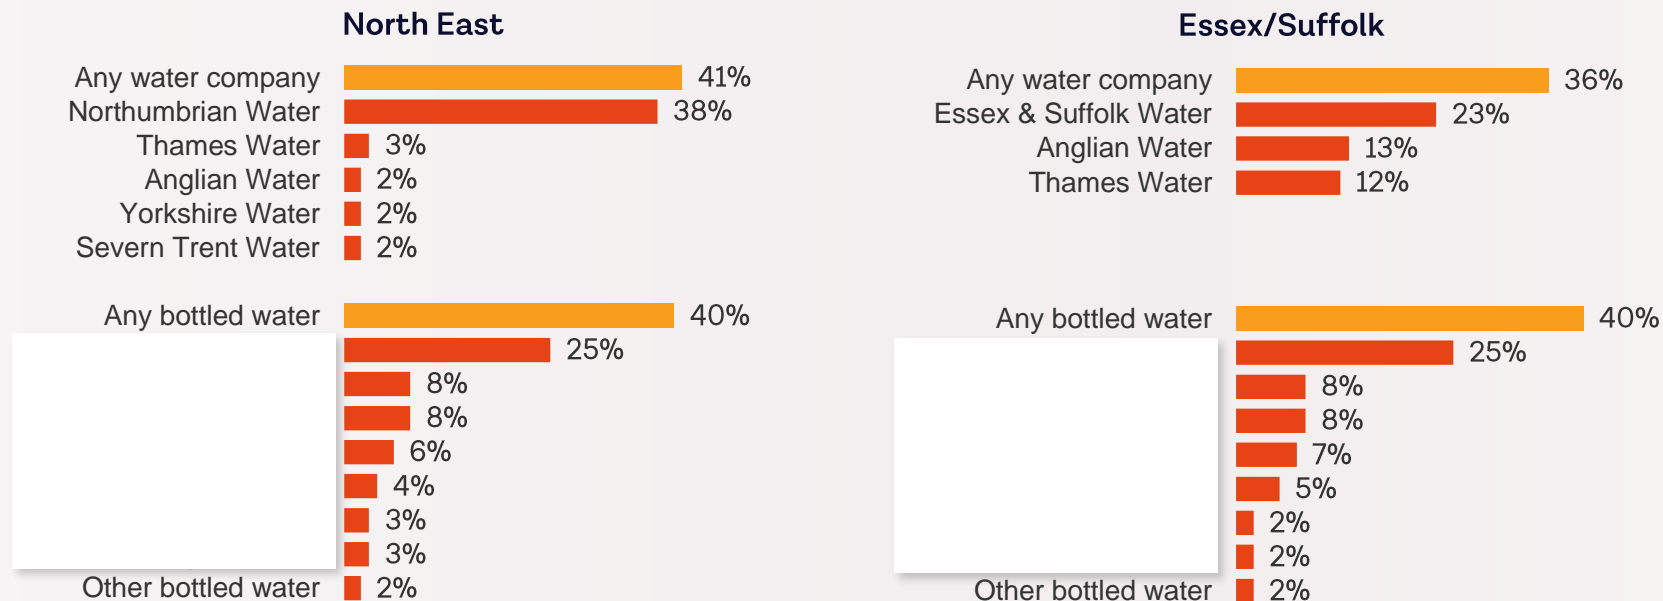 North East
Any water company 41%
Northumbrian Water 38%
Thames Water 3%
Anglian Water 2%
Yorkshire Water 2%
Severn Trent Water 2%
Any bottled water 40%
25%
8%
8%
6%
4%
3%
3%
Other bottled water 2%
Essex/Suffolk
Any water company 36%
Essex & Suffolk Water 23%
Anglian Water 13%
Thames Water 12%
Any bottled water 40%
25%
8%
8%
7%
5%
2%
2%
Other bottled water 2%